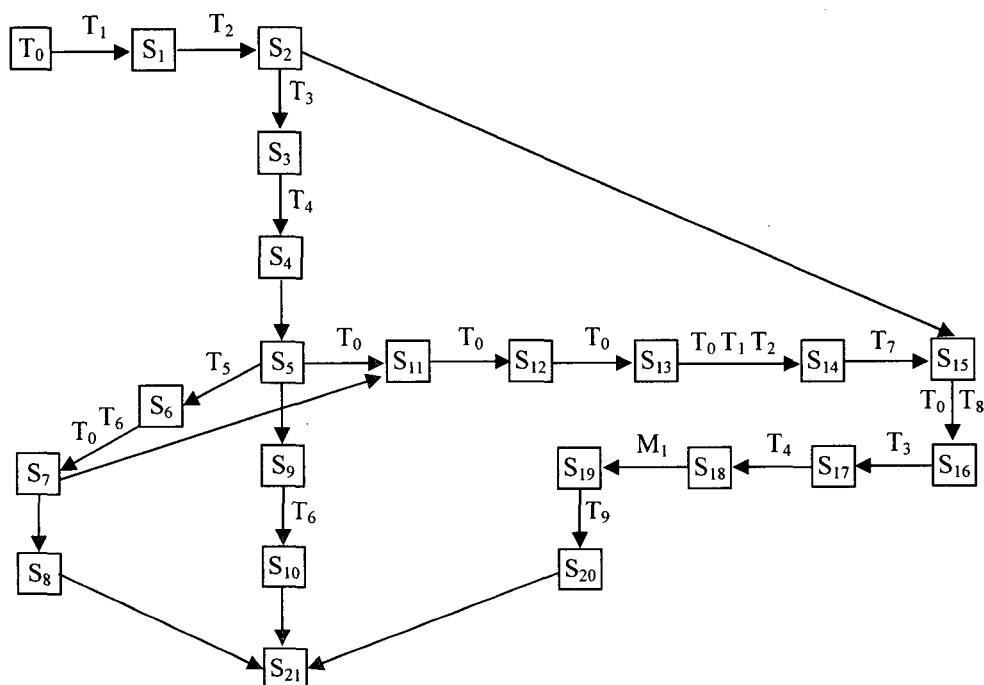 T₁ T₂
T₀ S₁ S₂
T₃
S₃
T₄
S₄
T₀ T₀ T₀ T₀ T₁ T₂ T₇
T₅ S₅ S₁₁ S₁₂ S₁₃ S₁₄ S₁₅
S₆ T₀ T₈
T₀ T₆ M₁ T₄ T₃
S₇ S₉ S₁₉ S₁₈ S₁₇ S₁₆
T₆ T₉
S₈ S₁₀ S₂₀
S₂₁